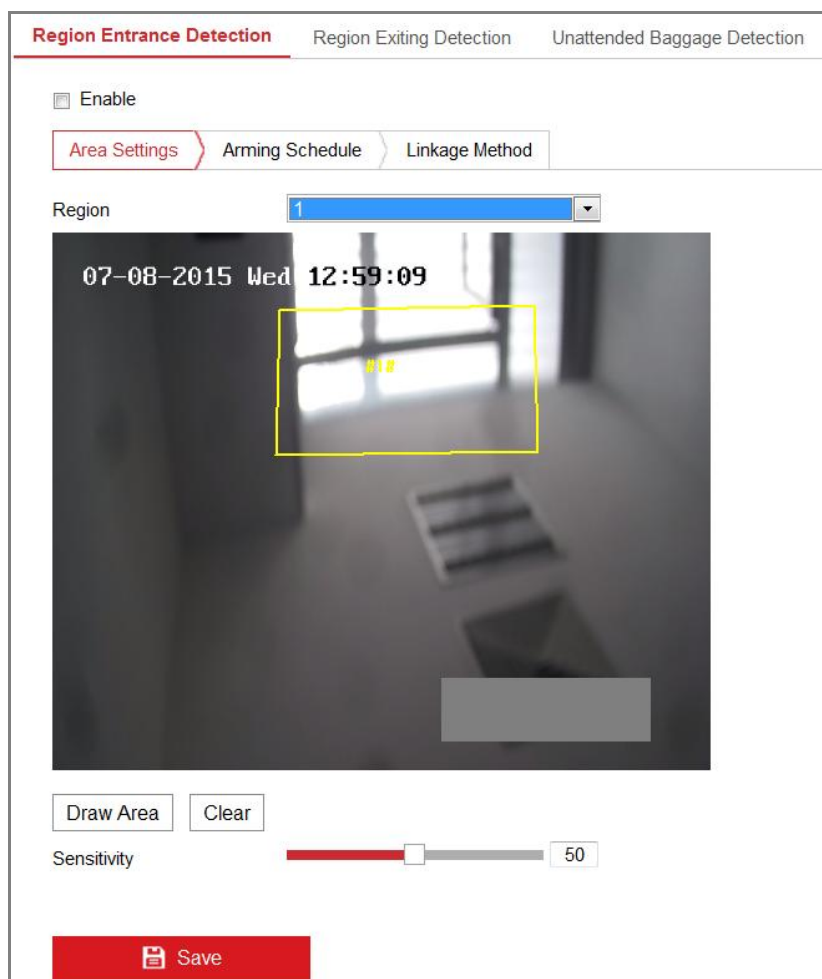 Region Entrance Detection Region Exiting Detection Unattended Baggage Detection
Enable
Area Settings Arming Schedule Linkage Method
Region 1
07-08-2015 Wed 12:59:09
#1#
Draw Area Clear
Sensitivity 50
Save